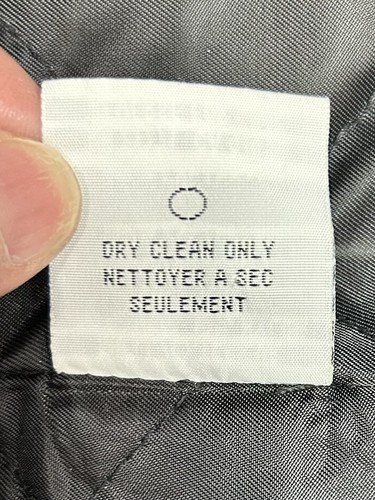 DRY CLEAN ONLY
NETTOYER A SEC
SEULEMENT